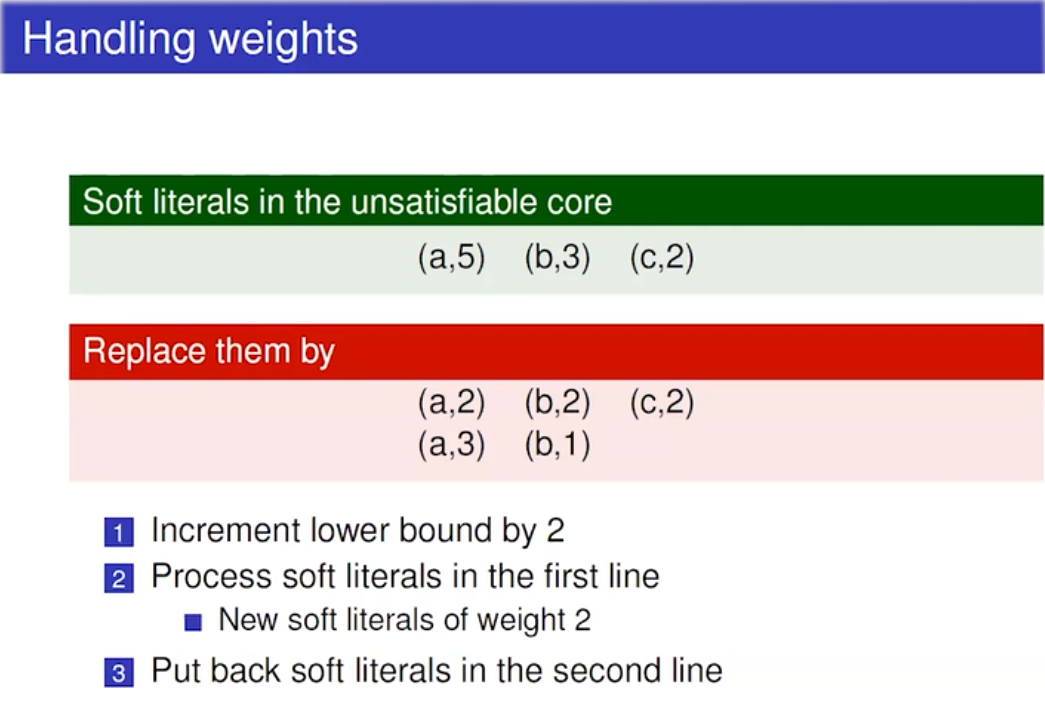 Handling weights
Soft literals in the unsatisfiable core
(a,5) (b,3) (c,2)
Replace them by
(a,2) (b,2) (c,2)
(a,3) (b,1)
1 Increment lower bound by 2
2 Process soft literals in the first line
New soft literals of weight 2
3 Put back soft literals in the second line